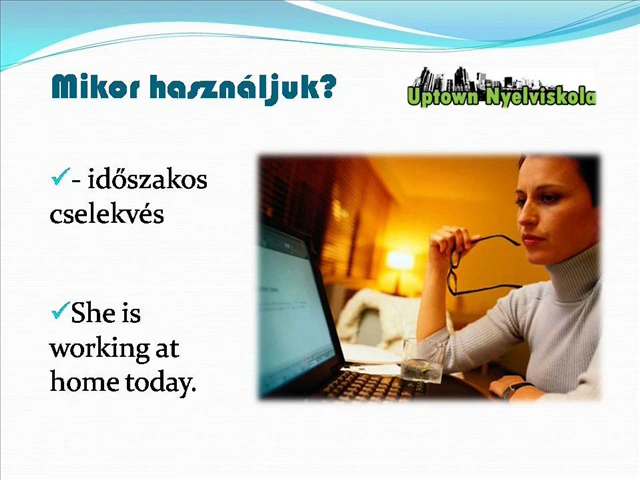 Mikor használjuk?
Uptown Nyelviskola
- időszakos
cselekvés
She is
working at
home today.